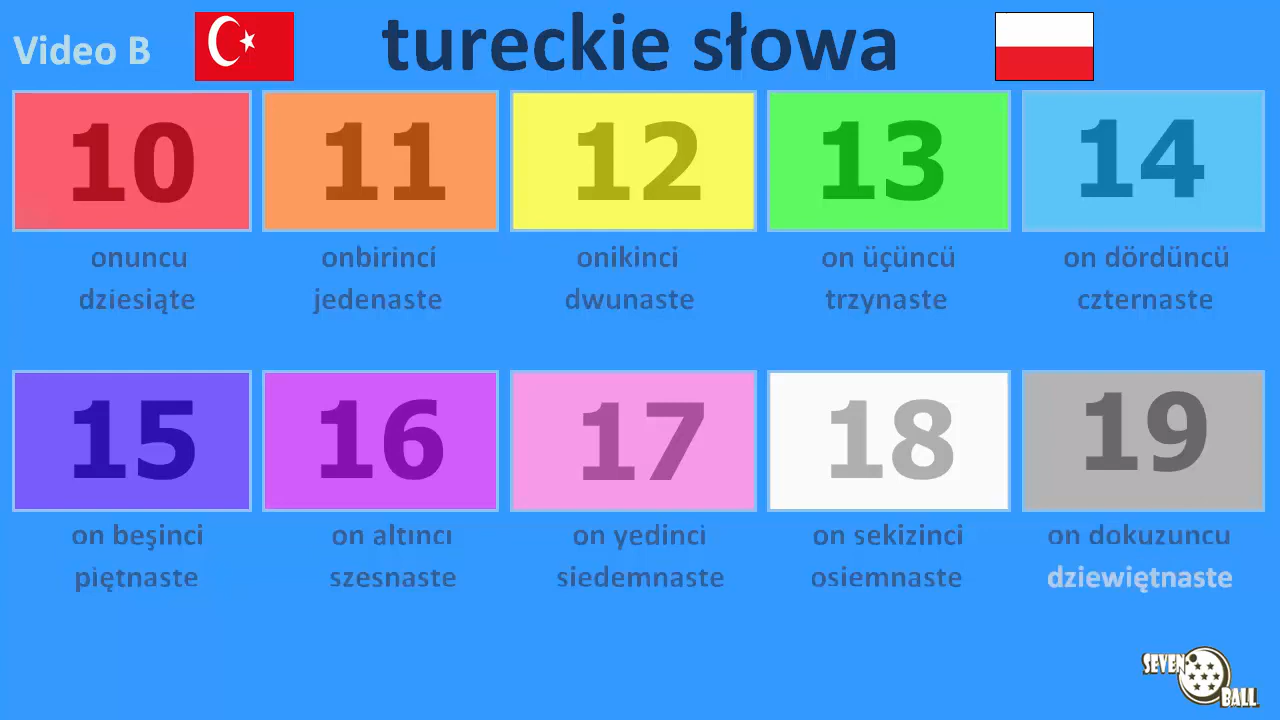 Video B
tureckie słowa
10 11 12 13 14
onuncu onbirincí onikinci on üçüncü on dördüncü
dziesiąte jedenaste dwunaste trzynaste czternaste
15 16 17 18 19
on beşinci on altıncı on yedinci on sekizinci on dokuzuncu
piętnaste szesnaste siedemnaste osiemnaste dziewiętnaste
SEVEN
BALL